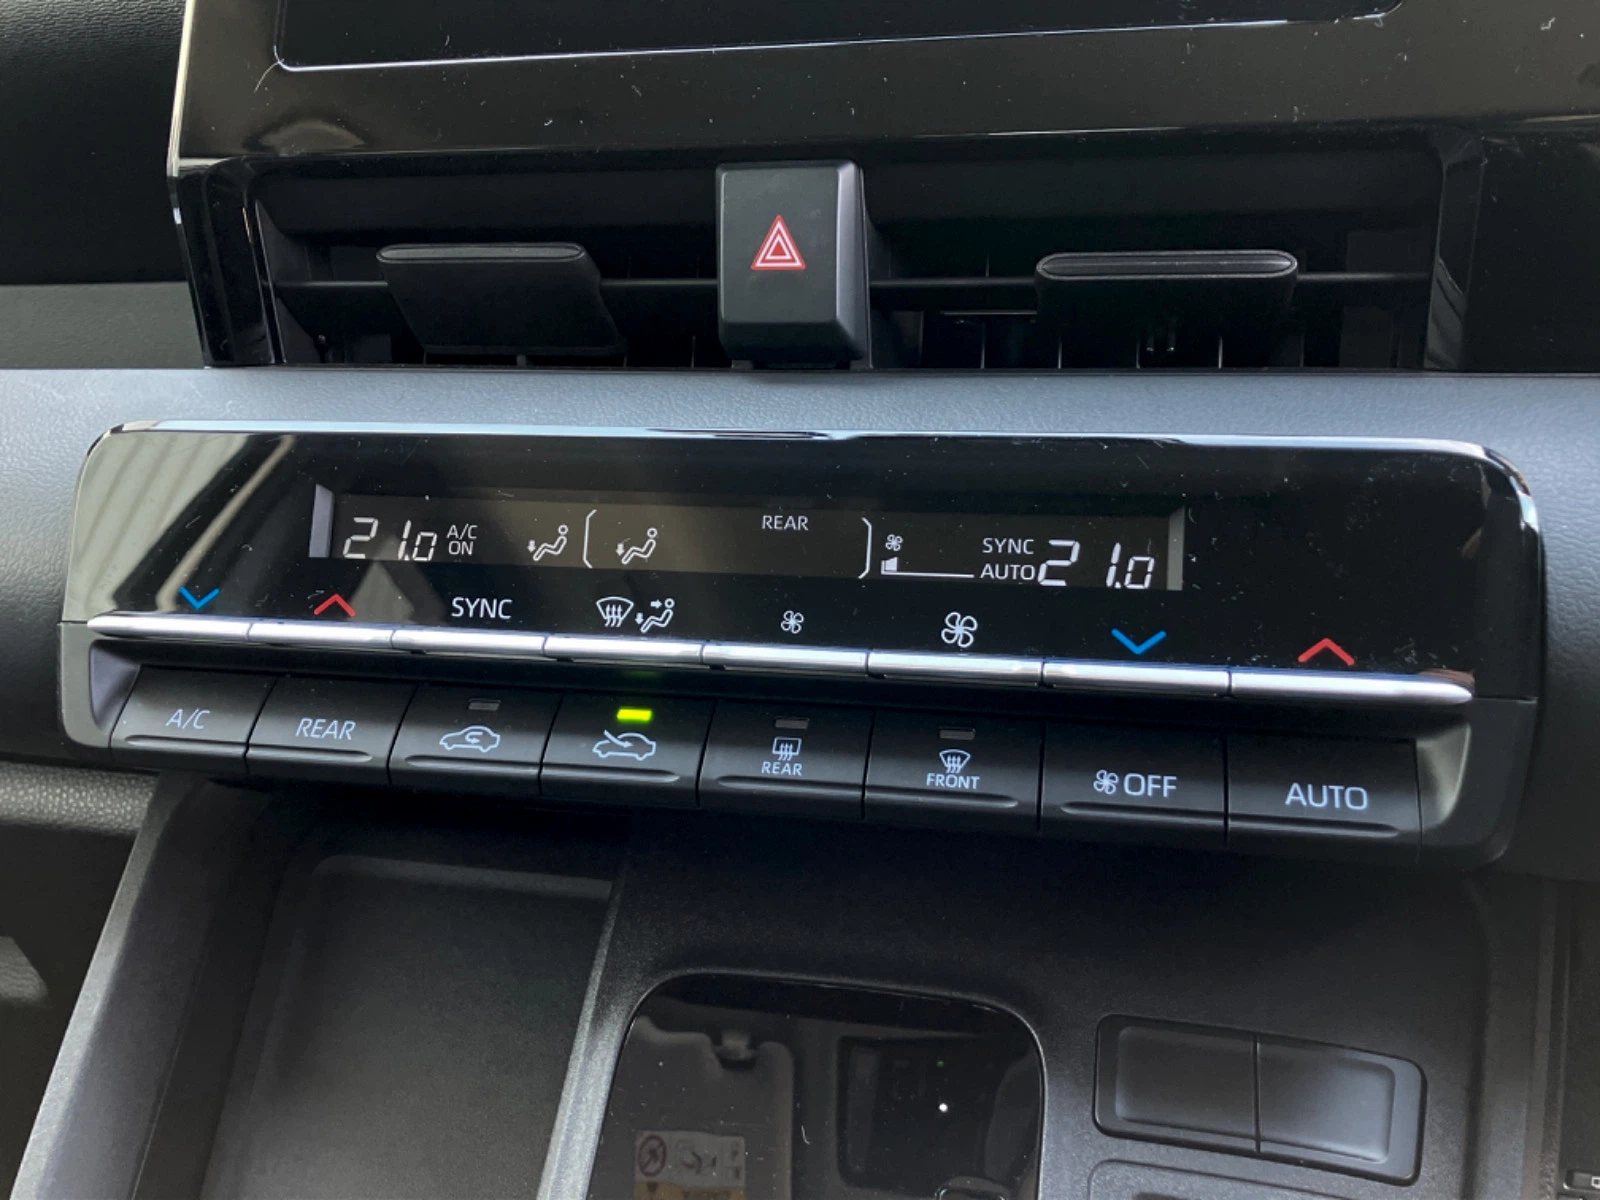 21.0 A/C ON
REAR
SYNC
AUTO 21.0
SYNC
A/C
REAR
REAR
FRONT
OFF
AUTO